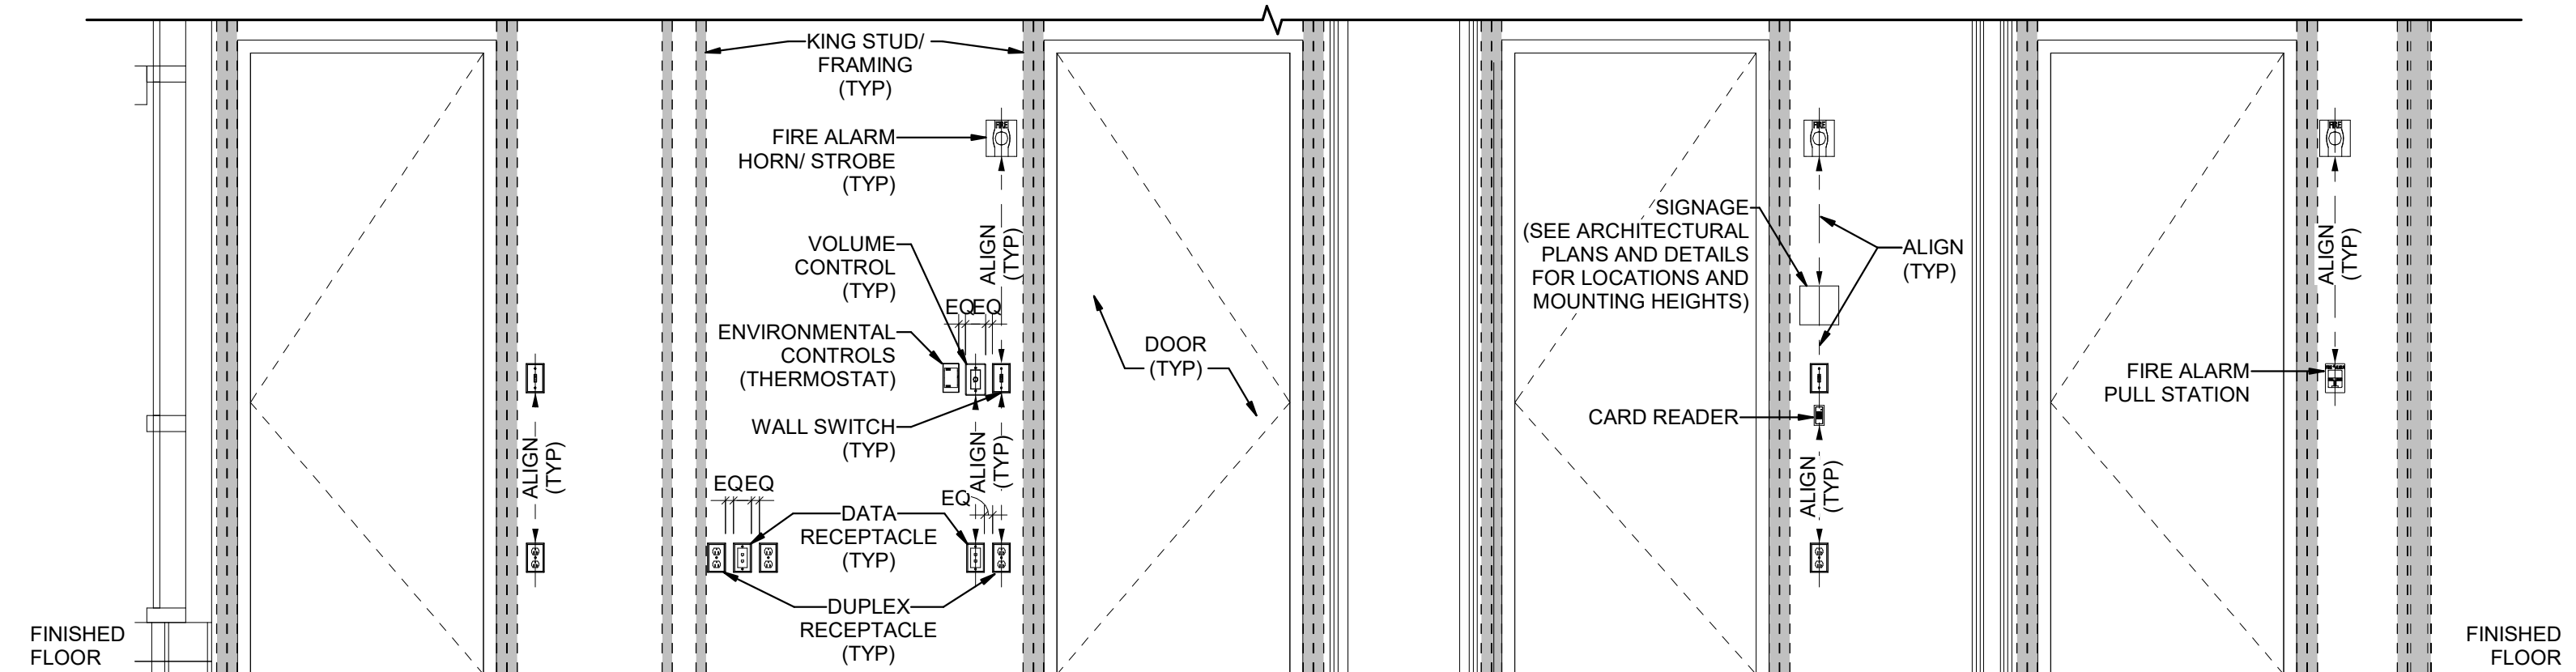 KING STUD/
FRAMING
(TYP)
FIRE ALARM
HORN/ STROBE
(TYP)
FIRE
ALIGN
(TYP)
VOLUME
CONTROL
(TYP)
EQ EQ
ENVIRONMENTAL
CONTROLS
(THERMOSTAT)
WALL SWITCH
(TYP)
ALIGN
(TYP)
ALIGN
(TYP)
EQ EQ
EQ
DATA
RECEPTACLE
(TYP)
DUPLEX
RECEPTACLE
(TYP)
DOOR
(TYP)
FIRE
SIGNAGE
(SEE ARCHITECTURAL
PLANS AND DETAILS
FOR LOCATIONS AND
MOUNTING HEIGHTS)
ALIGN
(TYP)
CARD READER
ALIGN
(TYP)
FIRE
ALIGN
(TYP)
FIRE ALARM
PULL STATION
FINISHED
FLOOR
FINISHED
FLOOR